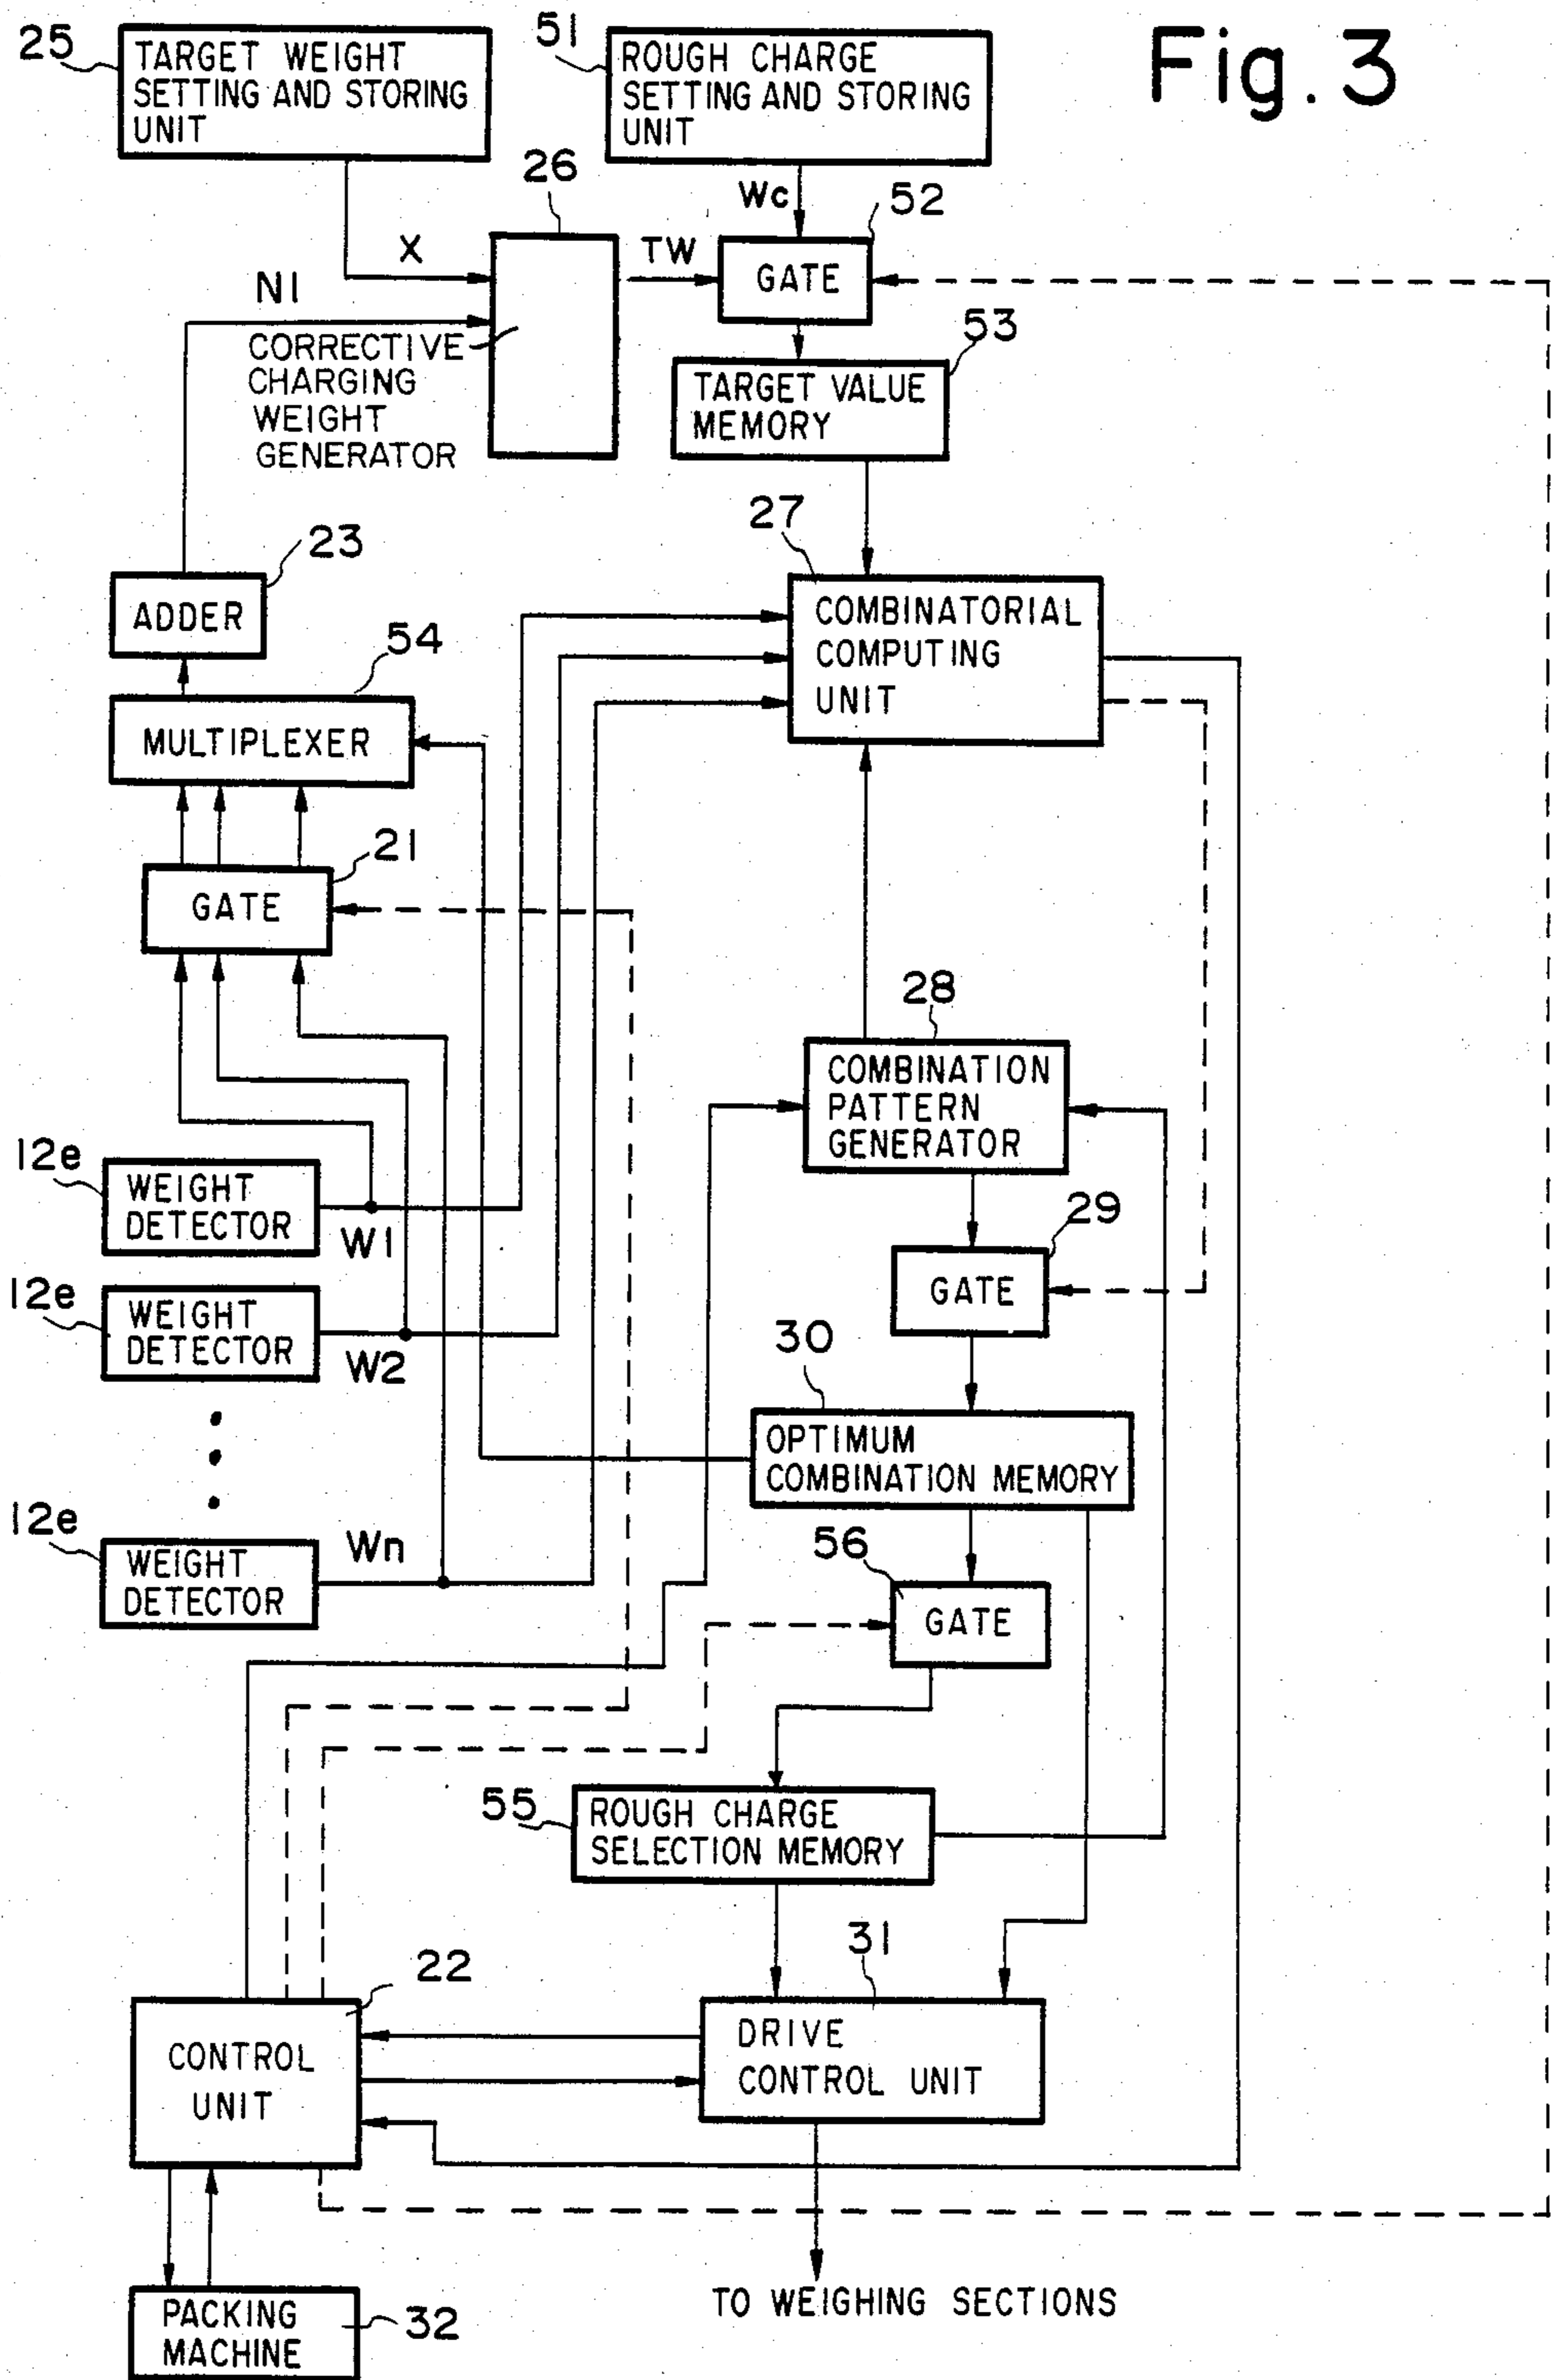 Fig. 3
25
TARGET WEIGHT
SETTING AND STORING
UNIT
51
ROUGH CHARGE
SETTING AND STORING
UNIT
26
Wc
52
X
TW
GATE
N1
53
CORRECTIVE
CHARGING
WEIGHT
GENERATOR
TARGET VALUE
MEMORY
27
23
ADDER
COMBINATORIAL
COMPUTING
UNIT
54
MULTIPLEXER
21
GATE
28
COMBINATION
PATTERN
GENERATOR
12e
WEIGHT
DETECTOR
W1
29
GATE
12e
WEIGHT
DETECTOR
W2
30
OPTIMUM
COMBINATION MEMORY
12e
WEIGHT
DETECTOR
Wn
56
GATE
55
ROUGH CHARGE
SELECTION MEMORY
22
CONTROL
UNIT
31
DRIVE
CONTROL UNIT
TO WEIGHING SECTIONS
PACKING
MACHINE
32